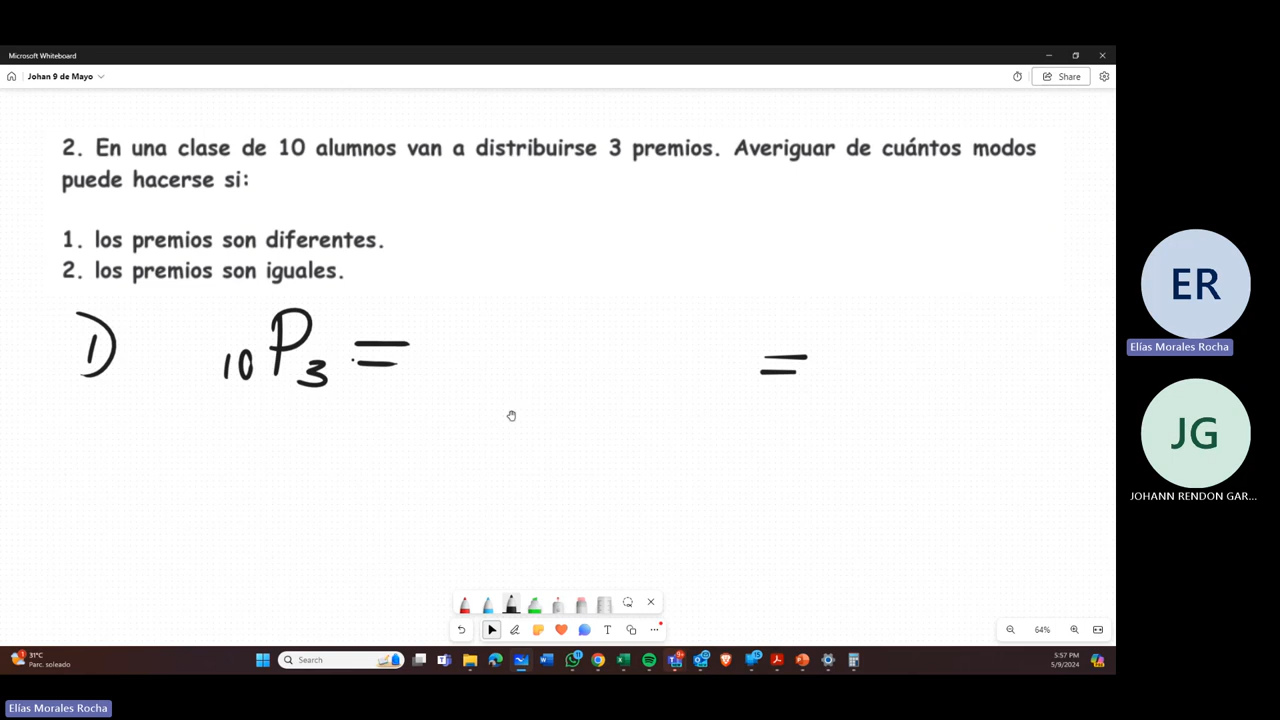 Microsoft Whiteboard
Johan 9 de Mayo
Share
2. En una clase de 10 alumnos van a distribuirse 3 premios. Averiguar de cuántos modos
puede hacerse si:
1. los premios son diferentes.
2. los premios son iguales.
1) 10P3 = =
ER
Elías Morales Rocha
JG
JOHANN RENDON GAR...
64%
31°C
Parc. soleado
Search
11
9+
15
5:57 PM
5/9/2024
Elías Morales Rocha